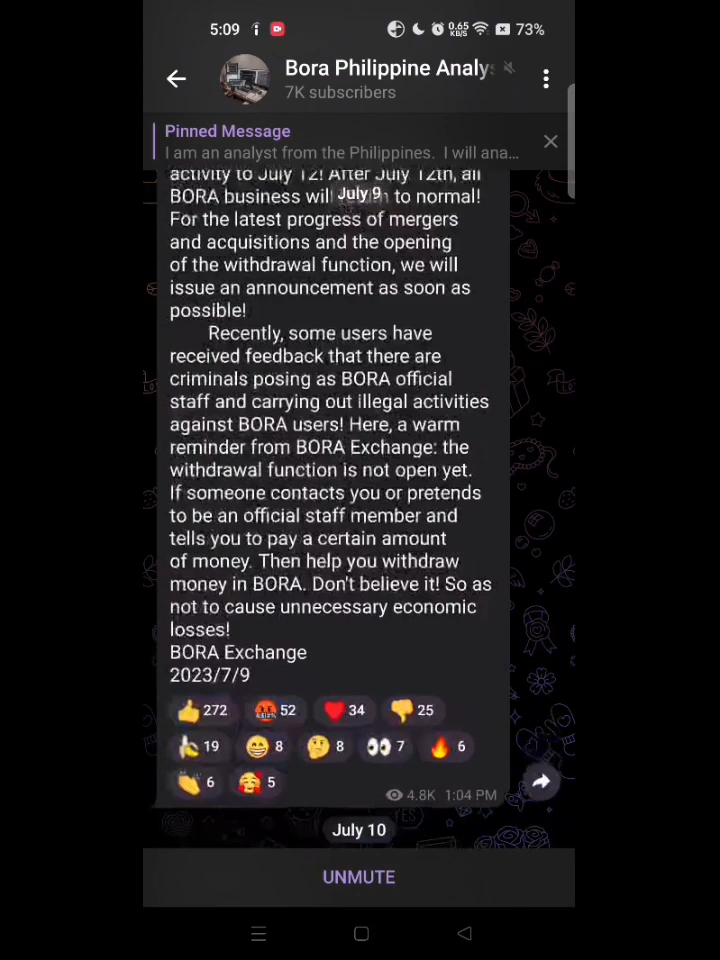 5:09
0.65
KB/S
73%
Bora Philippine Analys
7K subscribers
Pinned Message
I am an analyst from the Philippines. I will ana...
activity to July 12! After July 12th, all
July 9
BORA business will to normal!
For the latest progress of mergers
and acquisitions and the opening
of the withdrawal function, we will
issue an announcement as soon as
possible!
Recently, some users have
received feedback that there are
criminals posing as BORA official
staff and carrying out illegal activities
against BORA users! Here, a warm
reminder from BORA Exchange: the
withdrawal function is not open yet.
If someone contacts you or pretends
to be an official staff member and
tells you to pay a certain amount
of money. Then help you withdraw
money in BORA. Don't believe it! So as
not to cause unnecessary economic
losses!
BORA Exchange
2023/7/9
272 52 34 25
19 8 8 7 6
6 5
4.8K 1:04 PM
July 10
UNMUTE